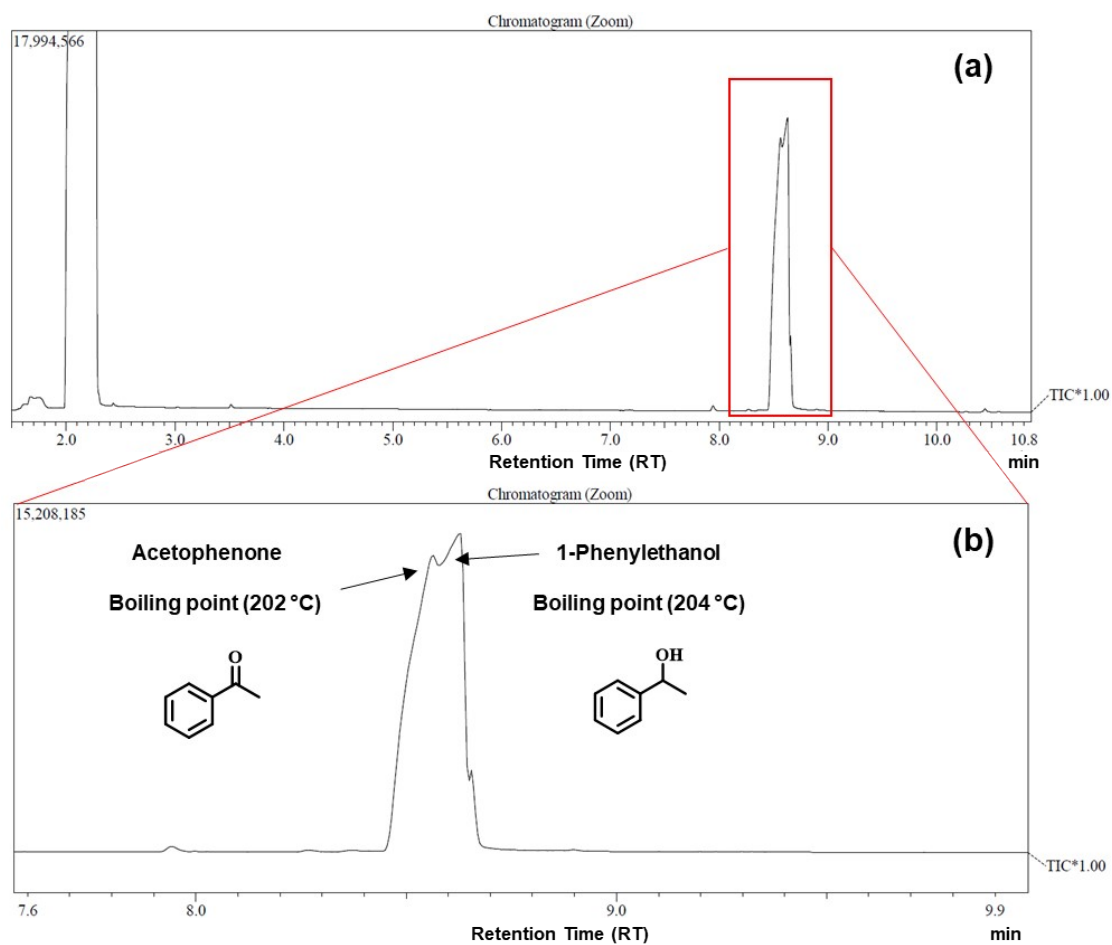 Chromatogram (Zoom)
17,994,566
(a)
TIC*1.00
2.0 3.0 4.0 5.0 6.0 7.0 8.0 9.0 10.0 10.8
Retention Time (RT) min
Chromatogram (Zoom)
15,208,185
(b)
Acetophenone 1-Phenylethanol
Boiling point (202 °C) Boiling point (204 °C)
O OH
TIC*1.00
7.6 8.0 9.0 9.9
Retention Time (RT) min